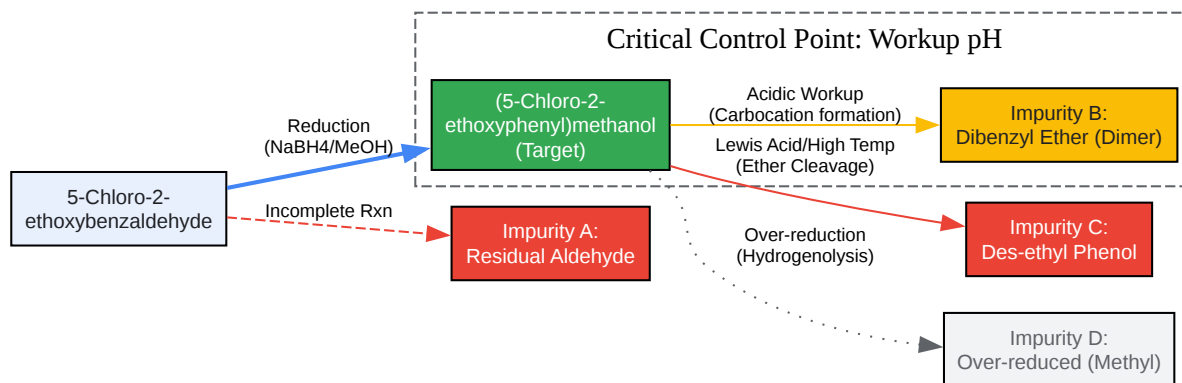 Critical Control Point: Workup pH
(5-Chloro-2-
ethoxyphenyl)methanol
(Target)
Acidic Workup
(Carbocation formation)
Impurity B:
Dibenzyl Ether (Dimer)
Reduction
(NaBH4/MeOH)
Lewis Acid/High Temp
(Ether Cleavage)
5-Chloro-2-
ethoxybenzaldehyde
Incomplete Rxn
Impurity A:
Residual Aldehyde
Over-reduction
(Hydrogenolysis)
Impurity C:
Des-ethyl Phenol
Impurity D:
Over-reduced (Methyl)